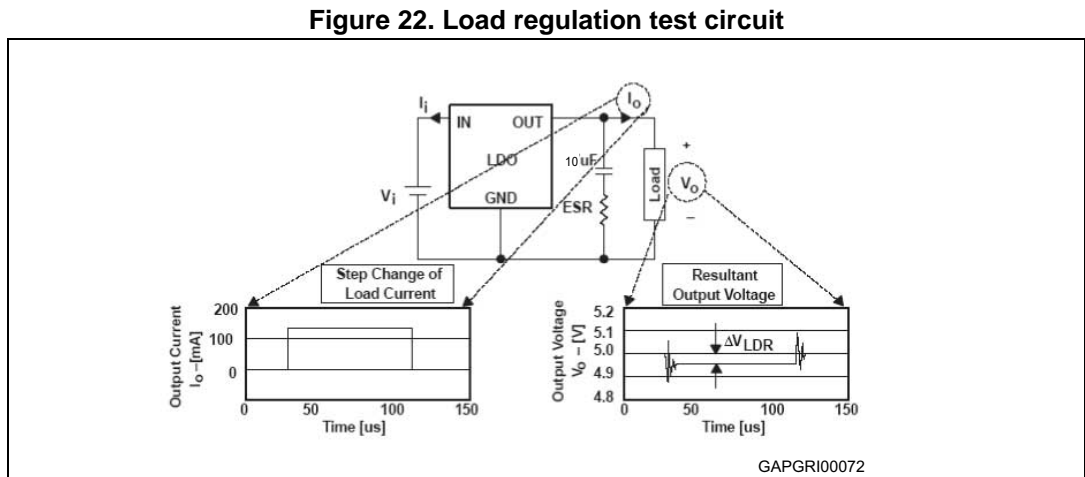 Figure 22. Load regulation test circuit
Ii
IN
OUT
Io
LDO
10 uF
Load
+
Vi
GND
ESR
Vo
–
Step Change of
Load Current
Resultant
Output Voltage
Output Current
Io –[mA]
200
100
0
0
50
100
150
Time [us]
Output Voltage
Vo – [V]
5.2
5.1
5.0
4.9
4.8
ΔVLDR
0
50
100
150
Time [us]
GAPGRI00072